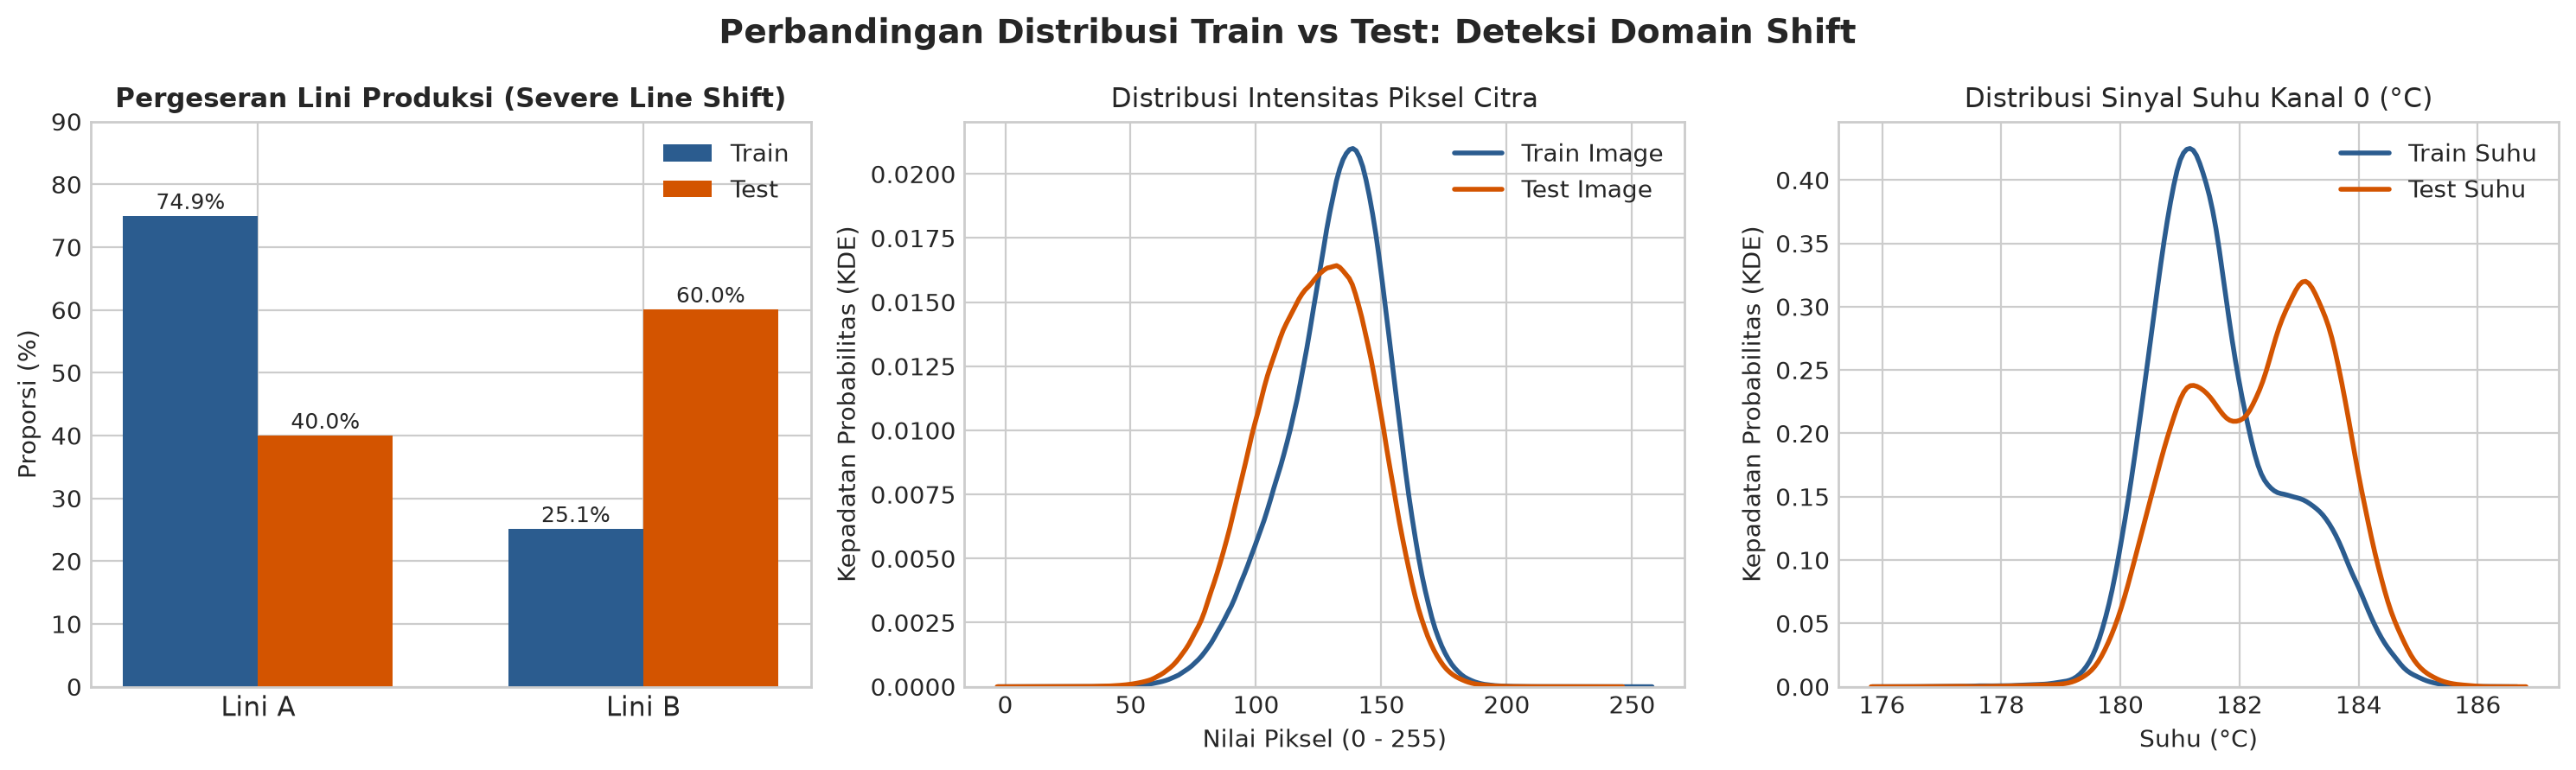 Perbandingan Distribusi Train vs Test: Deteksi Domain Shift
Pergeseran Lini Produksi (Severe Line Shift)
90
80
70
60
50
40
30
20
10
0
Proporsi (%)
74.9%
40.0%
25.1%
60.0%
Lini A
Lini B
Train
Test
Distribusi Intensitas Piksel Citra
0.0200
0.0175
0.0150
0.0125
0.0100
0.0075
0.0050
0.0025
0.0000
Kepadatan Probabilitas (KDE)
Train Image
Test Image
0
50
100
150
200
250
Nilai Piksel (0 - 255)
Distribusi Sinyal Suhu Kanal 0 (°C)
0.40
0.35
0.30
0.25
0.20
0.15
0.10
0.05
0.00
Kepadatan Probabilitas (KDE)
Train Suhu
Test Suhu
176
178
180
182
184
186
Suhu (°C)